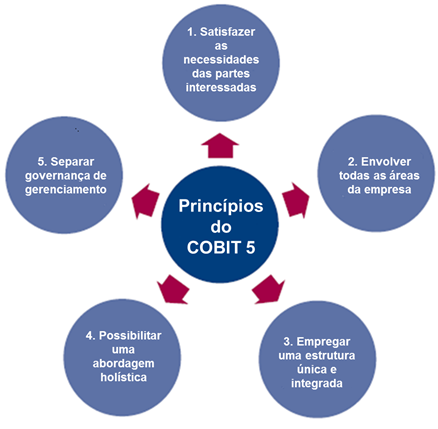 1. Satisfazer
as
necessidades
das partes
interessadas
5. Separar
governança de
gerenciamento
2. Envolver
todas as áreas
da empresa
Princípios
do
COBIT 5
4. Possibilitar
uma
abordagem
holística
3. Empregar
uma estrutura
única e
integrada